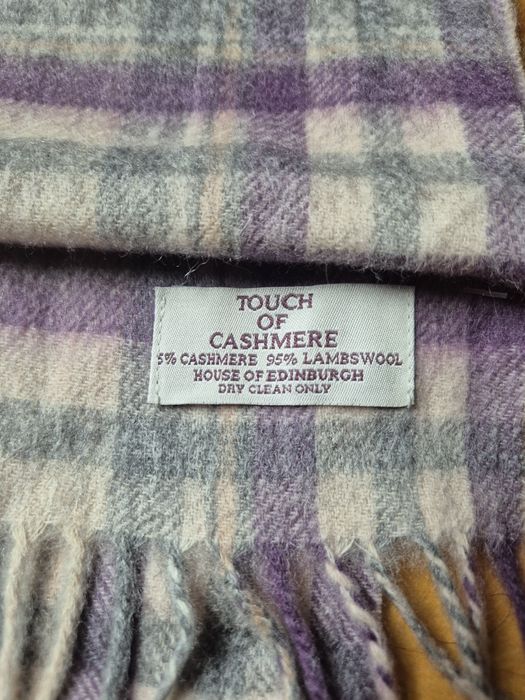 TOUCH
OF
CASHMERE
5% CASHMERE 95% LAMBSWOOL
HOUSE OF EDINBURGH
DRY CLEAN ONLY